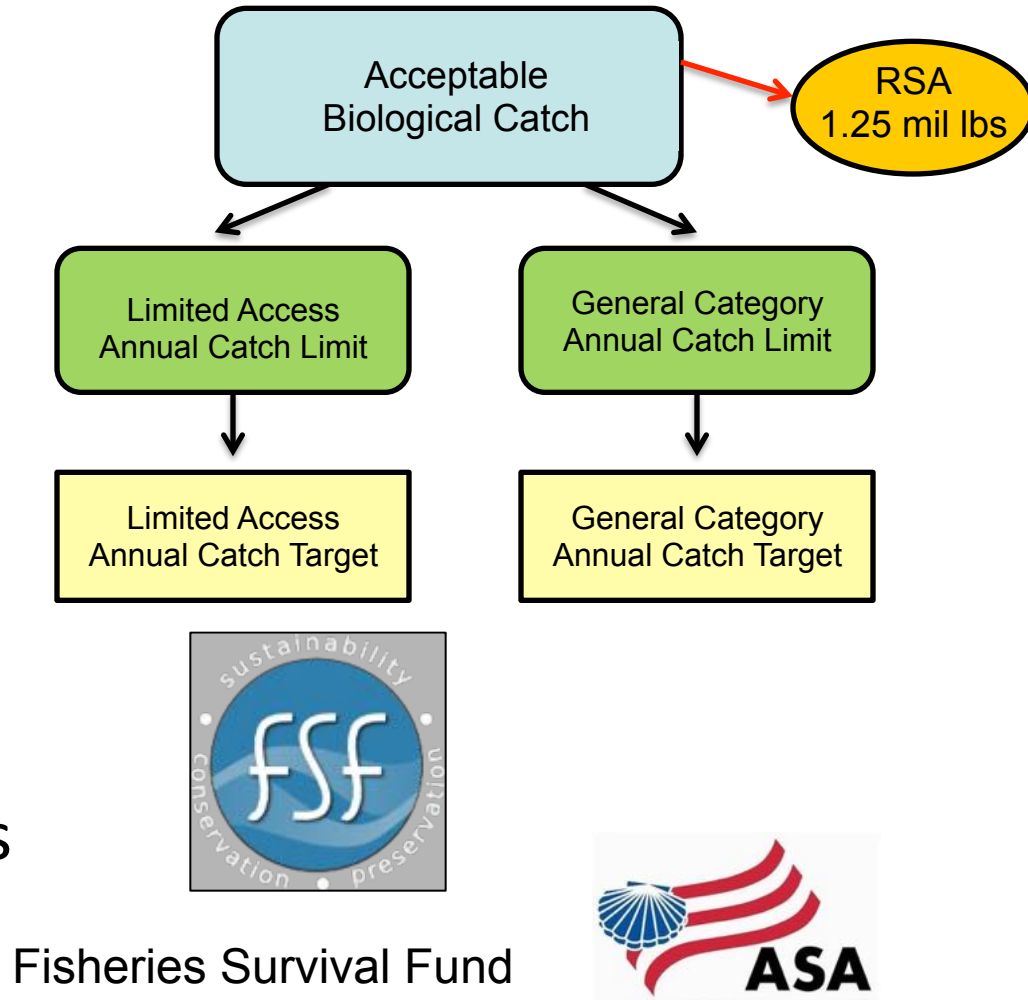 Acceptable
Biological Catch
RSA
1.25 mil lbs
Limited Access
Annual Catch Limit
General Category
Annual Catch Limit
Limited Access
Annual Catch Target
General Category
Annual Catch Target
sustainability
conservation
preservation
fsf
s
Fisheries Survival Fund
ASA